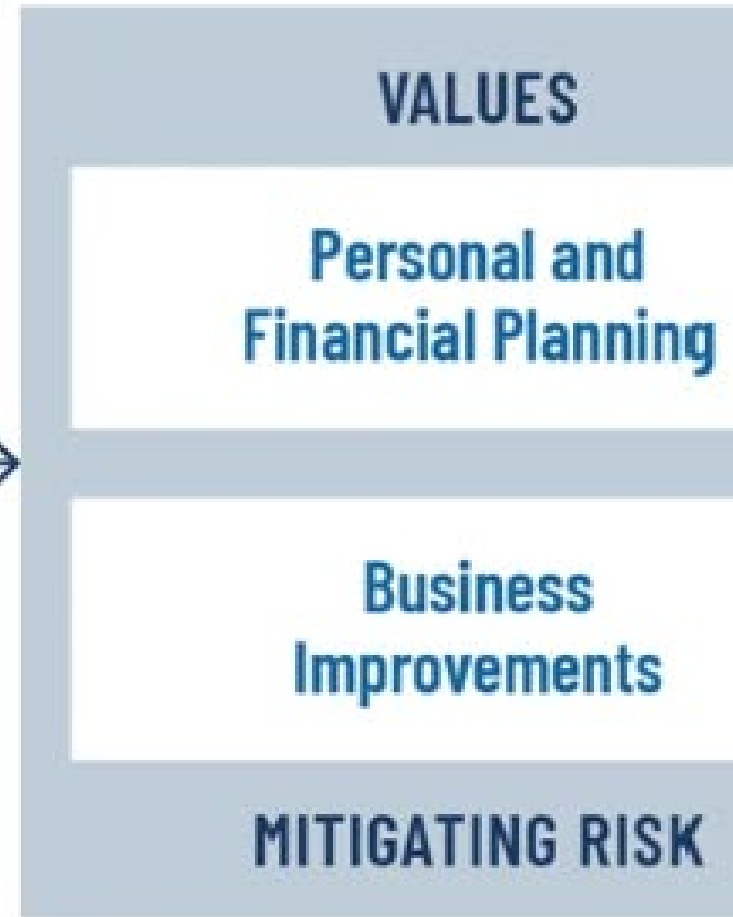 VALUES
Personal and
Financial Planning
Business
Improvements
MITIGATING RISK